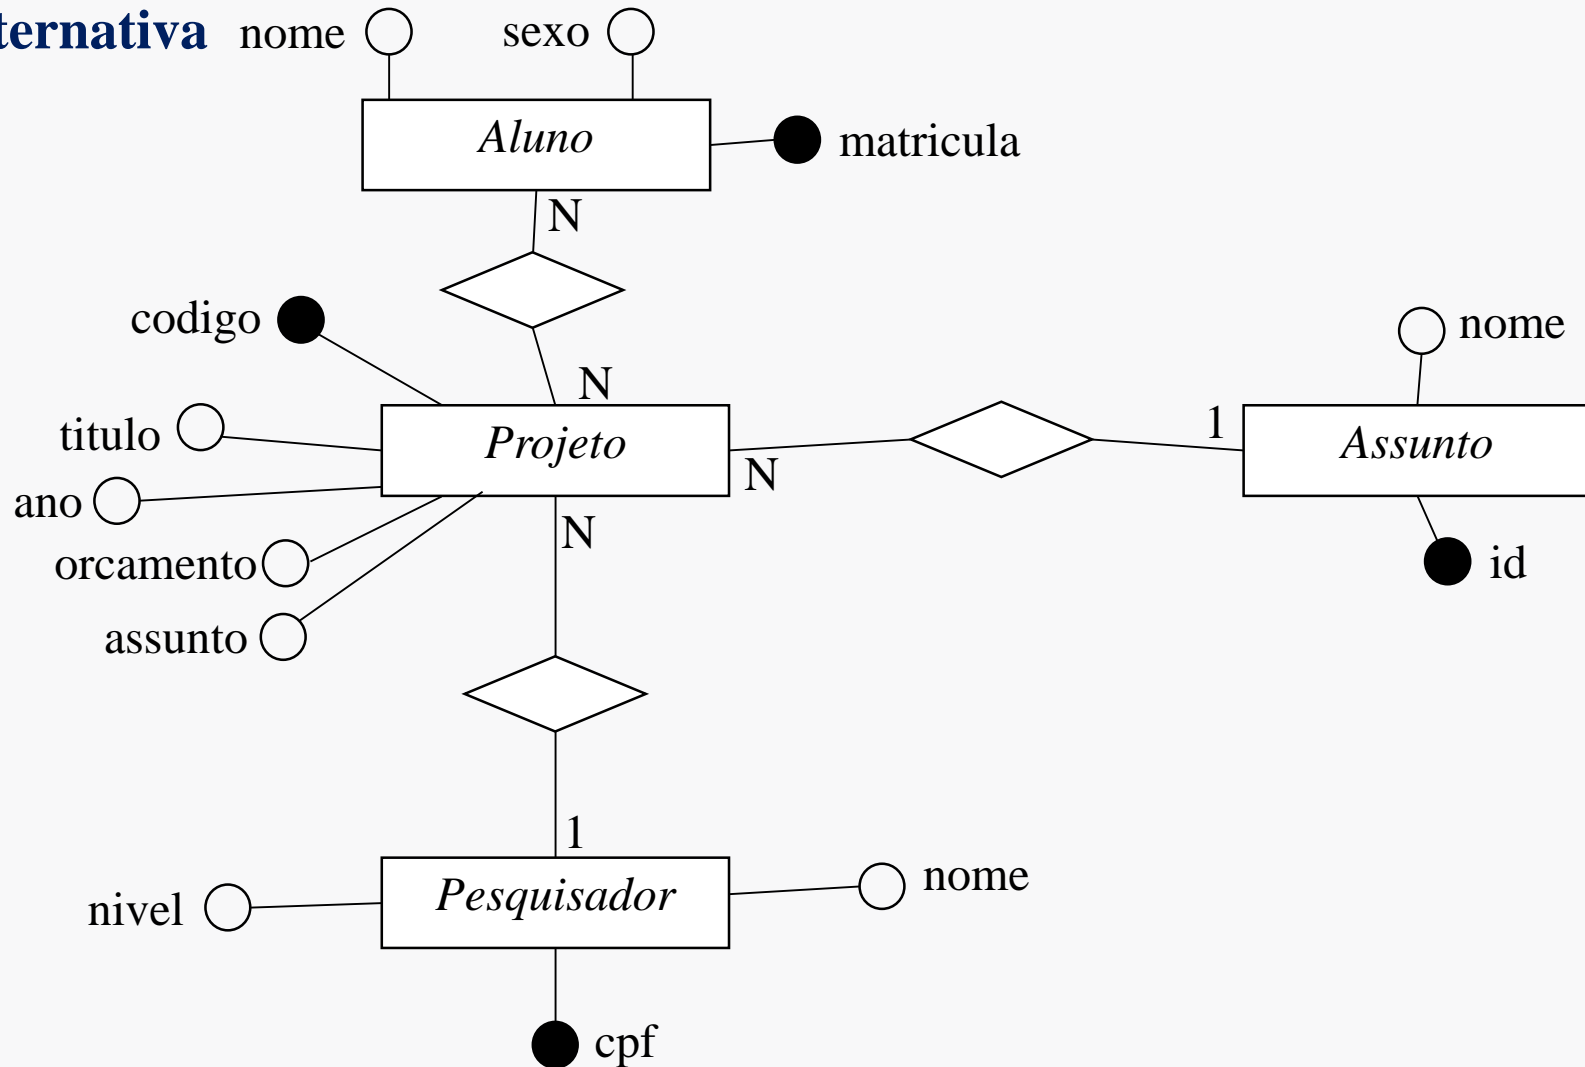 ternativa
nome
sexo
Aluno
matricula
N
codigo
nome
N
titulo
Projeto
1
Assunto
N
ano
N
orcamento
id
assunto
1
nivel
Pesquisador
nome
cpf